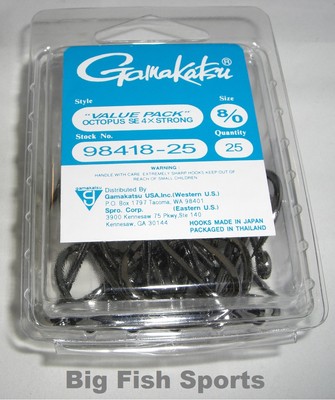 Gamakatsu®
Style
"VALUE PACK"
OCTOPUS SE 4×STRONG
Size
8/0
Stock No.
98418-25
Quantity
25
WARNING
HANDLE WITH CARE. EXTREMELY SHARP HOOKS KEEP OUT
OF REACH OF SMALL CHILDREN.
gamakatsu
Distributed By
Gamakatsu USA.Inc.(Western U.S.)
P.O. Box 1797 Tacoma, WA 98401
Spro. Corp. (Eastern U.S.)
3900 Kennesaw 75 Pkwy.Ste 140
Kennesaw, GA 30144
HOOKS MADE IN JAPAN
PACKAGED IN THAILAND
Big Fish Sports